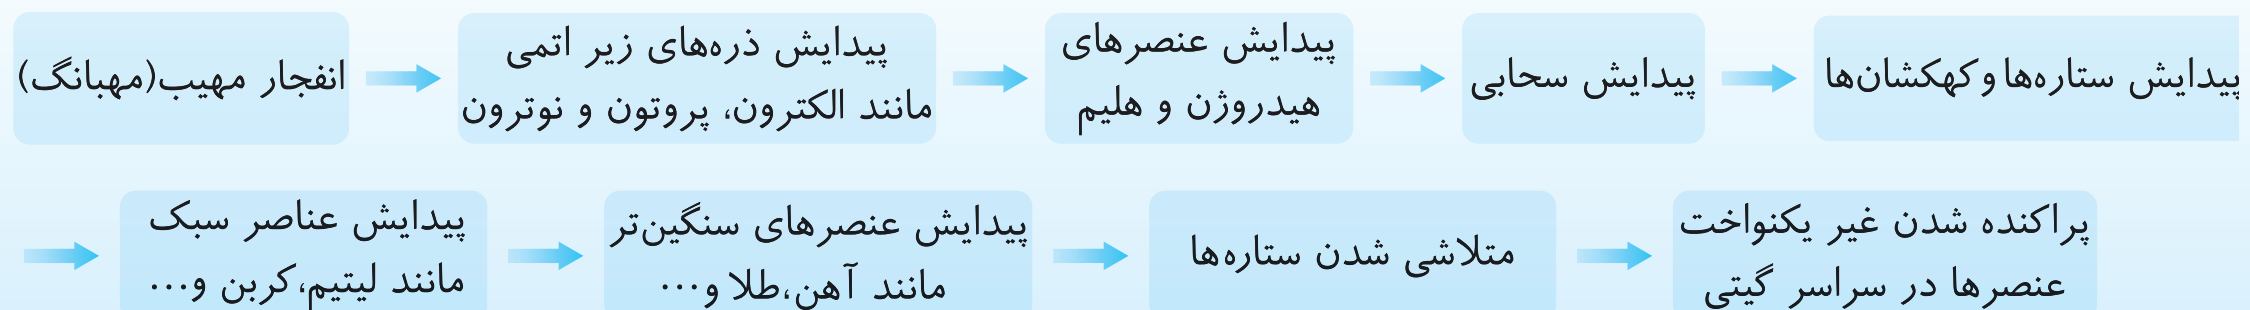 انفجار مهیب(مهبانگ)
پیدایش ذره‌های زیر اتمی
مانند الکترون، پروتون و نوترون
پیدایش عنصرهای
هیدروژن و هلیم
پیدایش سحابی
پیدایش ستاره‌ها و کهکشان‌ها
پیدایش عناصر سبک
مانند لیتیم،کربن و...
پیدایش عنصرهای سنگین‌تر
مانند آهن،طلا و...
متلاشی شدن ستاره‌ها
پراکنده شدن غیر یکنواخت
عنصرها در سراسر گیتی